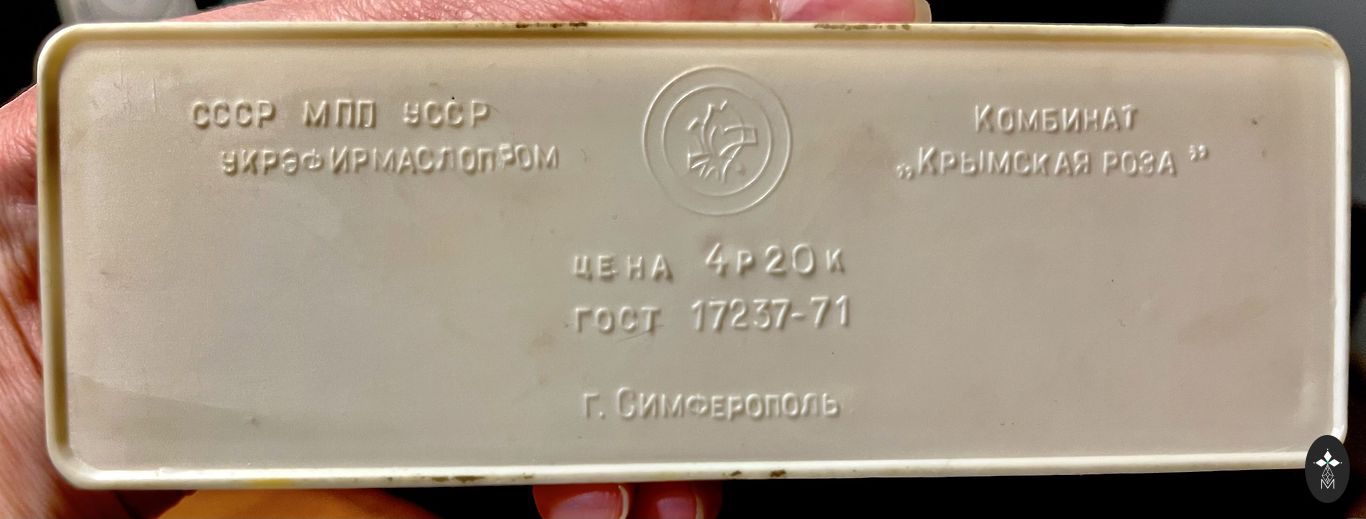 СССР МПП УССР
УКРЭФИРМАСЛОПРОМ
КОМБИНАТ
„КРЫМСКАЯ РОЗА”
ЦЕНА 4Р20К
ГОСТ 17237-71
г. СИМФЕРОПОЛЬ
M